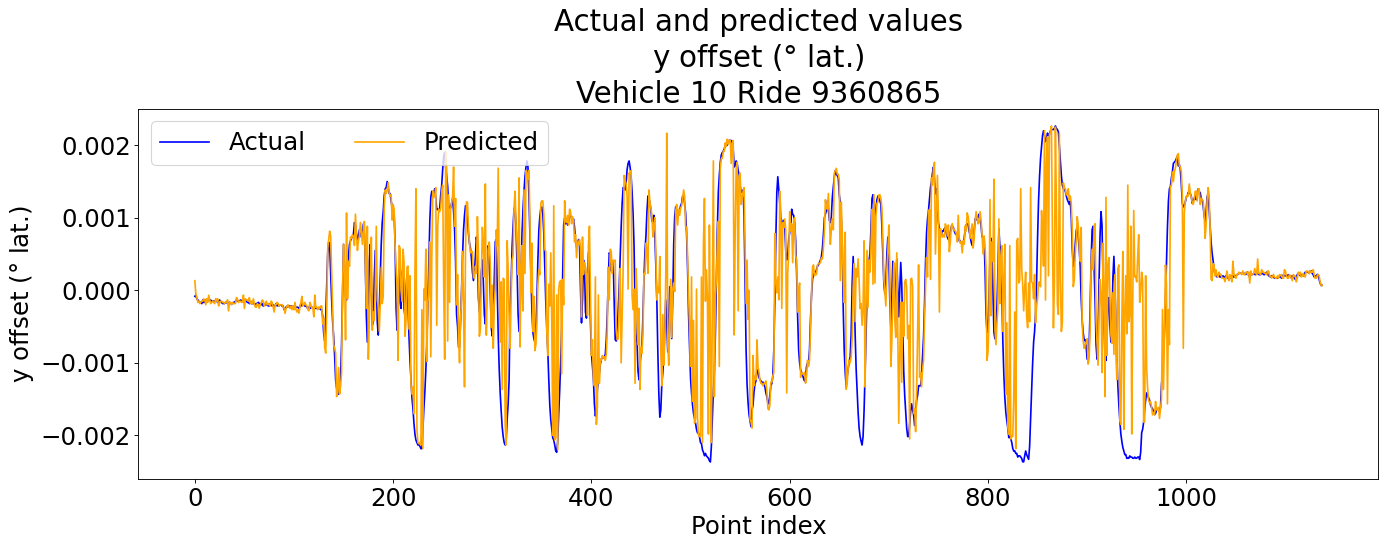 Actual and predicted values
y offset (° lat.)
Vehicle 10 Ride 9360865
Actual
Predicted
y offset (° lat.)
0.002
0.001
0.000
−0.001
−0.002
0
200
400
600
800
1000
Point index